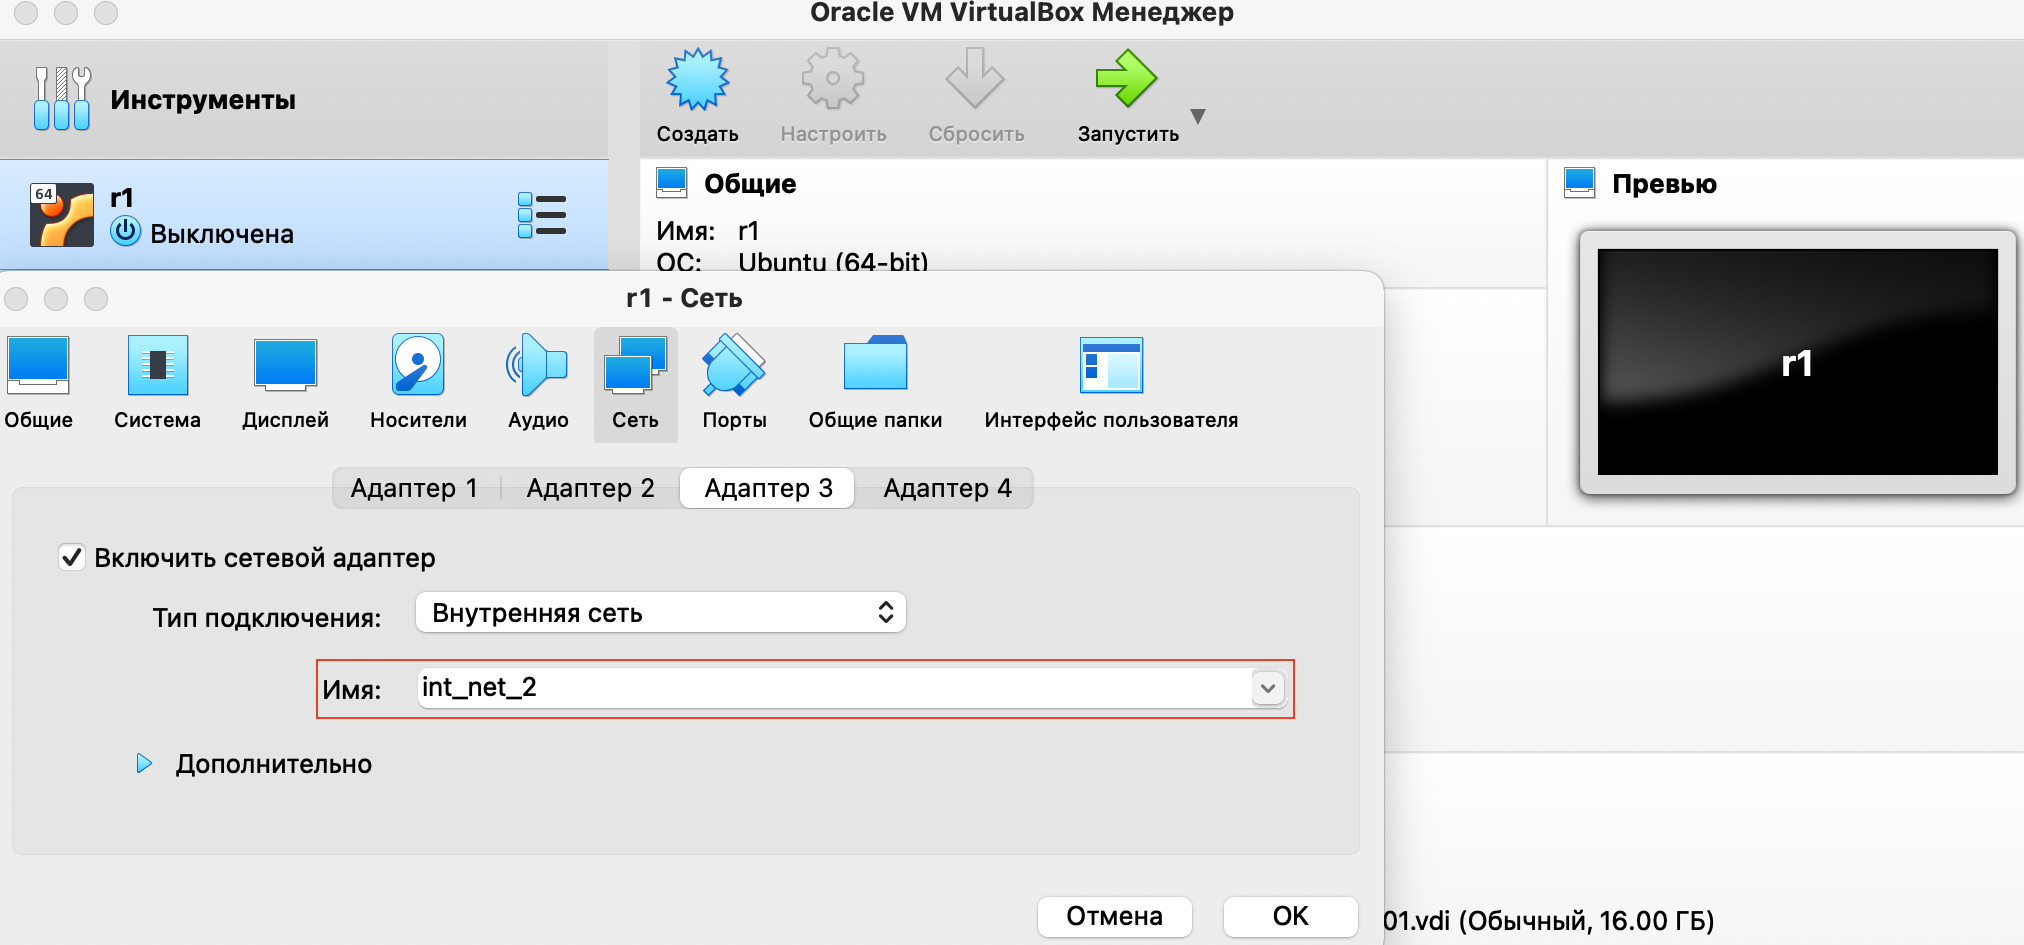 Oracle VM VirtualBox Менеджер
Инструменты
Создать
Настроить
Сбросить
Запустить
64
r1
Выключена
Общие
Имя: r1
ОС: Ubuntu (64-bit)
Превью
r1
r1 - Сеть
Общие
Система
Дисплей
Носители
Аудио
Сеть
Порты
Общие папки
Интерфейс пользователя
Адаптер 1
Адаптер 2
Адаптер 3
Адаптер 4
Включить сетевой адаптер
Тип подключения: Внутренняя сеть
Имя: int_net_2
Дополнительно
Отмена
OK
01.vdi (Обычный, 16.00 ГБ)